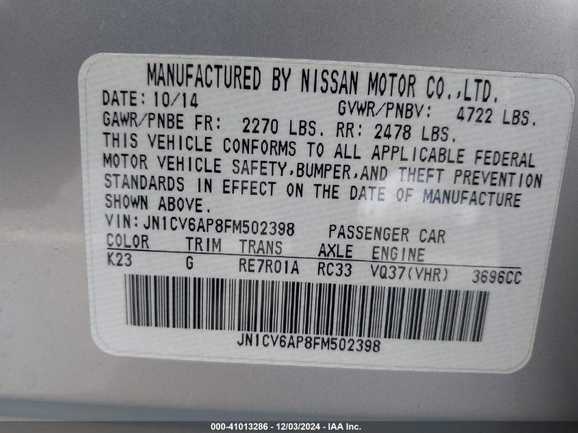 MANUFACTURED BY NISSAN MOTOR CO.,LTD.
DATE: 10/14 GVWR/PNBV: 4722 LBS.
GAWR/PNBE FR: 2270 LBS. RR: 2478 LBS.
THIS VEHICLE CONFORMS TO ALL APPLICABLE FEDERAL
MOTOR VEHICLE SAFETY,BUMPER,AND THEFT PREVENTION
STANDARDS IN EFFECT ON THE DATE OF MANUFACTURE
SHOWN ABOVE.
VIN: JN1CV6AP8FM502398 PASSENGER CAR
COLOR TRIM TRANS AXLE ENGINE
K23 G RE7R01A RC33 VQ37(VHR) 3696CC
JN1CV6AP8FM502398
000-41013286 - 12/03/2024 - IAA Inc.